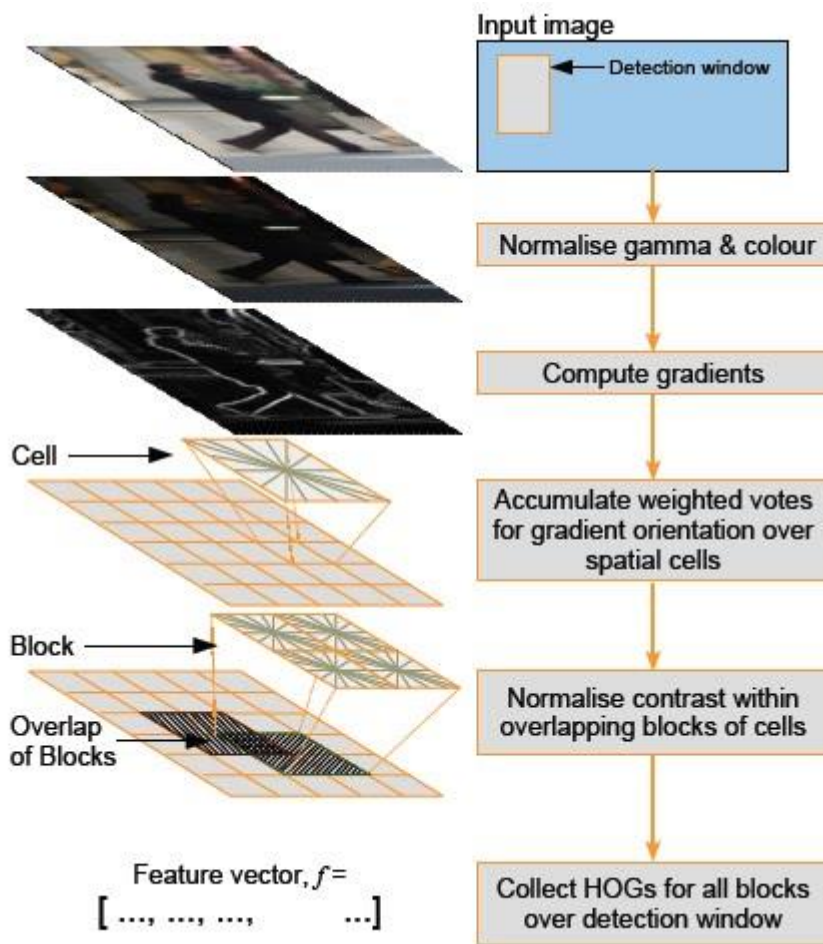 Input image
Detection window
Normalise gamma & colour
Compute gradients
Cell
Accumulate weighted votes
for gradient orientation over
spatial cells
Block
Overlap
of Blocks
Normalise contrast within
overlapping blocks of cells
Feature vector, f =
[ ..., ..., ..., ...]
Collect HOGs for all blocks
over detection window